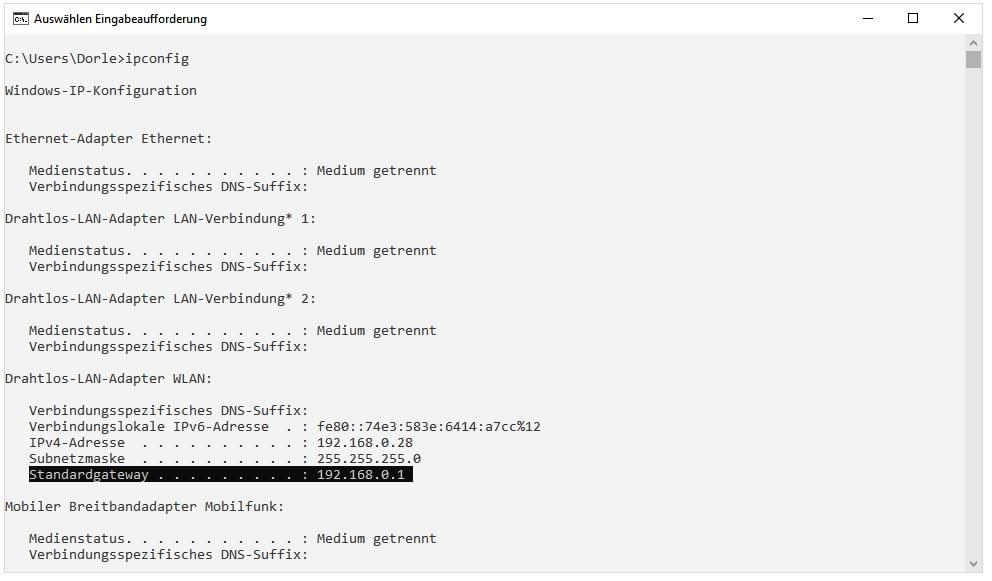 Auswählen Eingabeaufforderung
C:\Users\Dorle>ipconfig
Windows-IP-Konfiguration
Ethernet-Adapter Ethernet:
Medienstatus. . . . . . . . . . . : Medium getrennt
Verbindungsspezifisches DNS-Suffix:
Drahtlos-LAN-Adapter LAN-Verbindung* 1:
Medienstatus. . . . . . . . . . . : Medium getrennt
Verbindungsspezifisches DNS-Suffix:
Drahtlos-LAN-Adapter LAN-Verbindung* 2:
Medienstatus. . . . . . . . . . . : Medium getrennt
Verbindungsspezifisches DNS-Suffix:
Drahtlos-LAN-Adapter WLAN:
Verbindungsspezifisches DNS-Suffix:
Verbindungslokale IPv6-Adresse  . : fe80::74e3:583e:6414:a7cc%12
IPv4-Adresse  . . . . . . . . . . : 192.168.0.28
Subnetzmaske  . . . . . . . . . . : 255.255.255.0
Standardgateway . . . . . . . . . : 192.168.0.1
Mobiler Breitbandadapter Mobilfunk:
Medienstatus. . . . . . . . . . . : Medium getrennt
Verbindungsspezifisches DNS-Suffix: